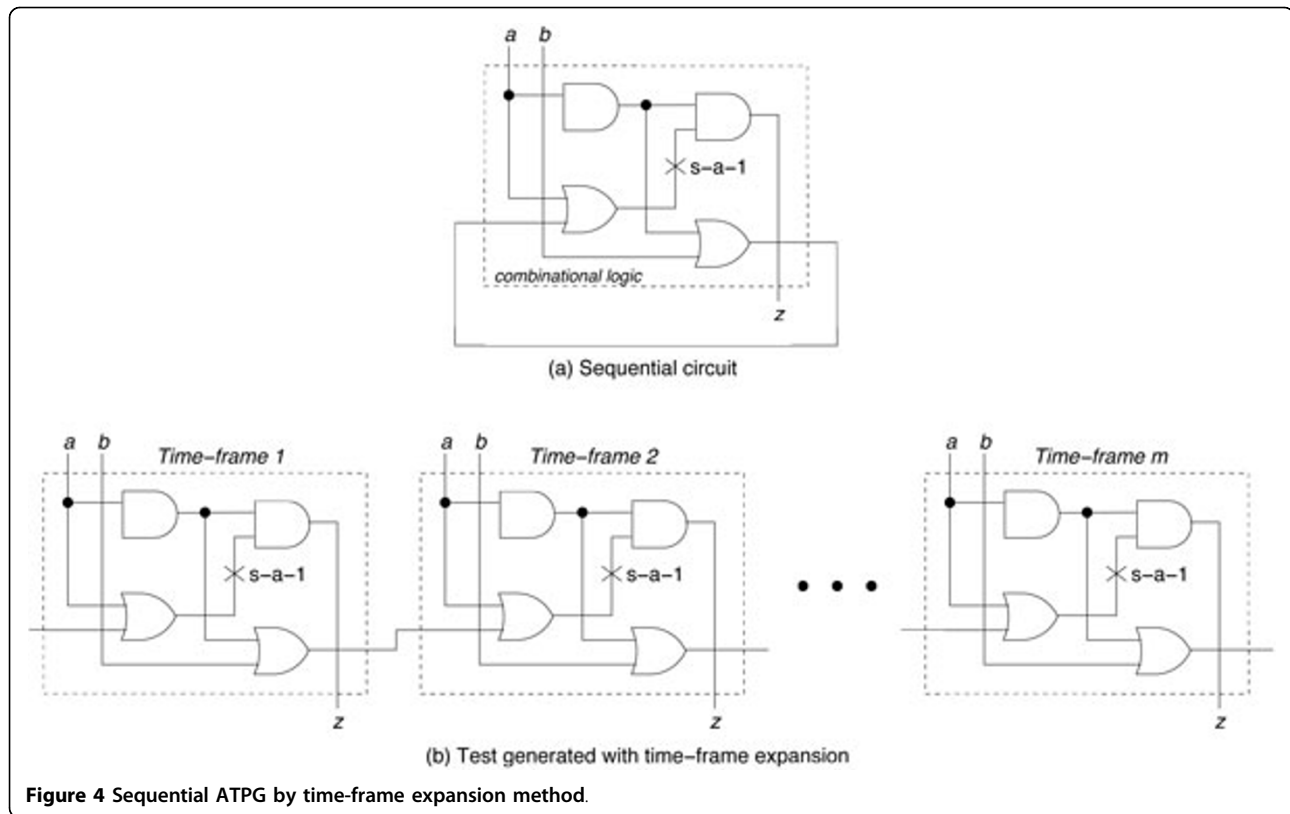 a b
s-a-1
combinational logic
z
(a) Sequential circuit
a b Time-frame 1 a b Time-frame 2 a b Time-frame m
s-a-1 s-a-1 s-a-1
z z z
(b) Test generated with time-frame expansion
Figure 4 Sequential ATPG by time-frame expansion method.